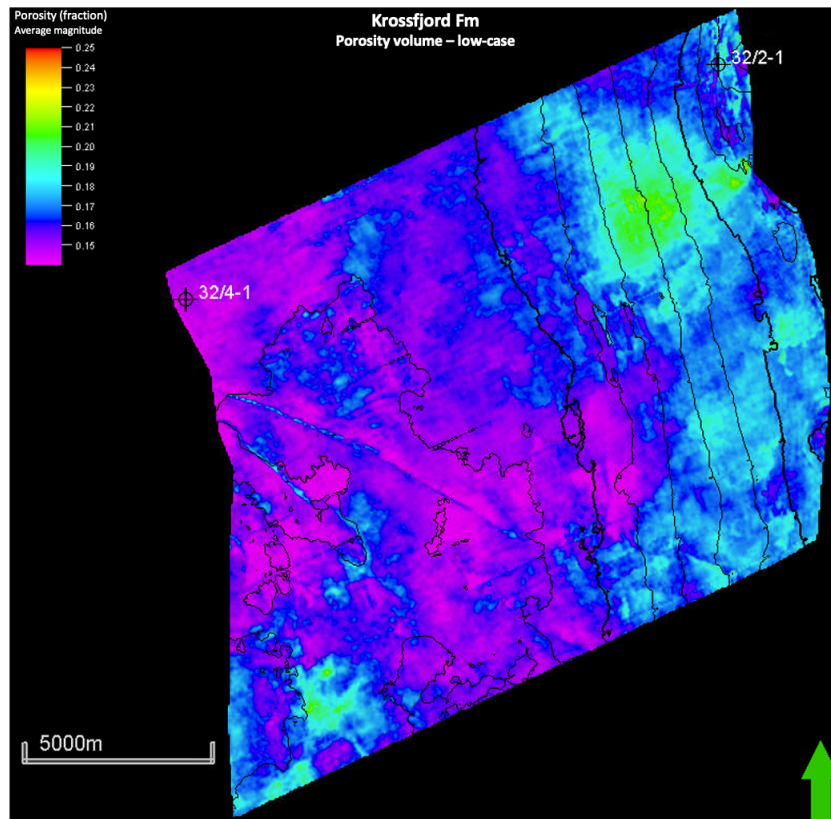 Porosity (fraction)
Average magnitude
Krossfjord Fm
Porosity volume – low-case
0.25
0.24
0.23
0.22
0.21
0.20
0.19
0.18
0.17
0.16
0.15
32/2-1
32/4-1
5000m